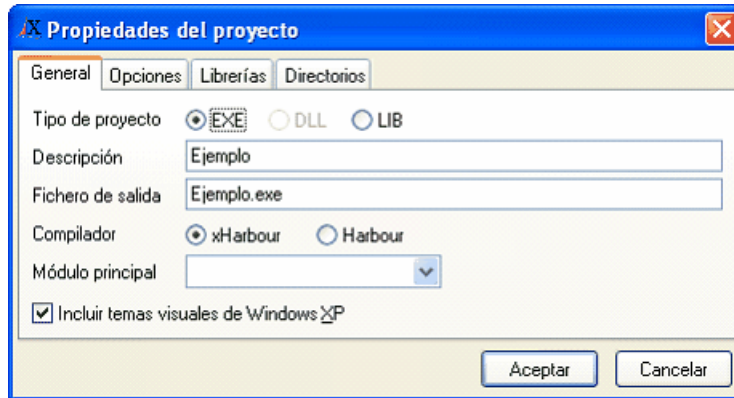 Propiedades del proyecto
General Opciones Librerías Directorios
Tipo de proyecto EXE DLL LIB
Descripción Ejemplo
Fichero de salida Ejemplo.exe
Compilador xHarbour Harbour
Módulo principal
Incluir temas visuales de Windows XP
Aceptar Cancelar